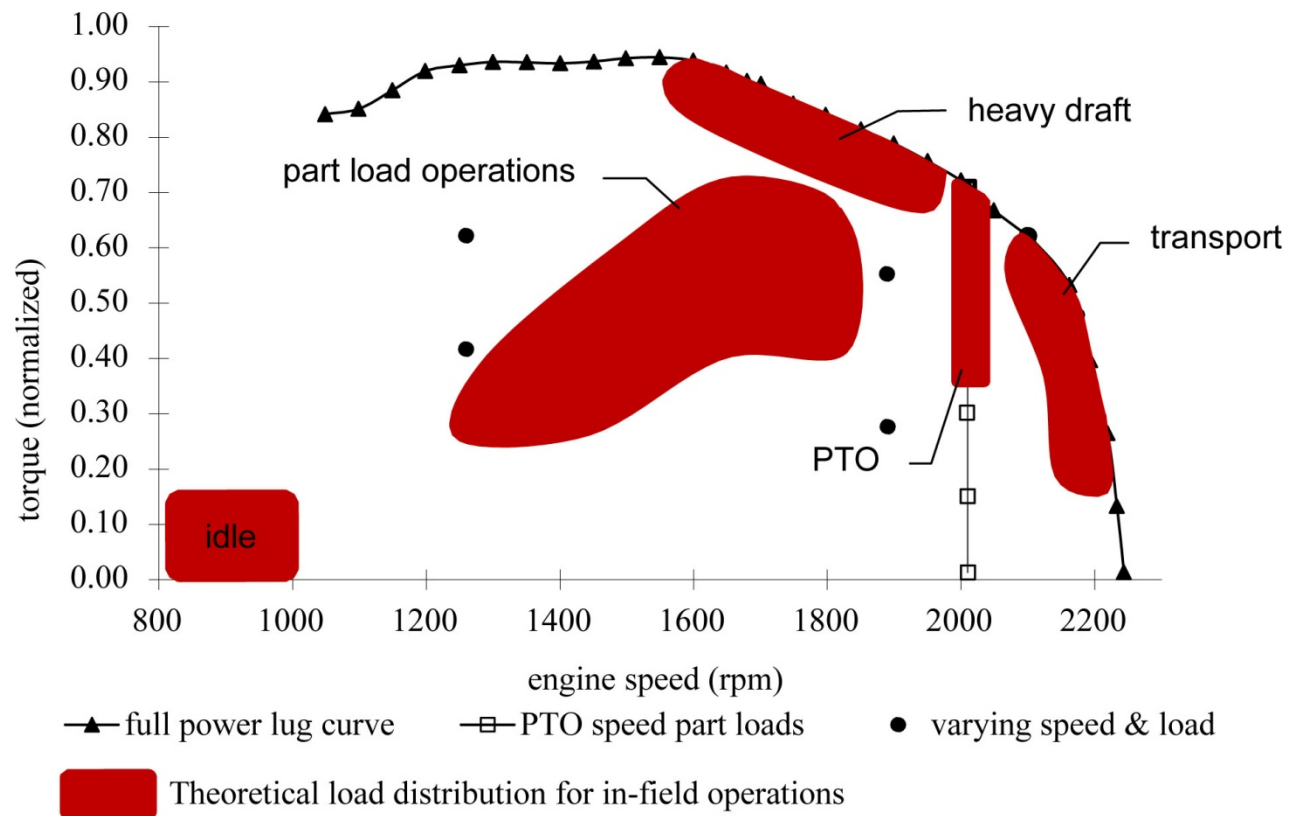 1.00
0.90
0.80
0.70
0.60
0.50
0.40
0.30
0.20
0.10
0.00
torque (normalized)
heavy draft
part load operations
transport
PTO
idle
800 1000 1200 1400 1600 1800 2000 2200
engine speed (rpm)
full power lug curve PTO speed part loads varying speed & load
Theoretical load distribution for in-field operations